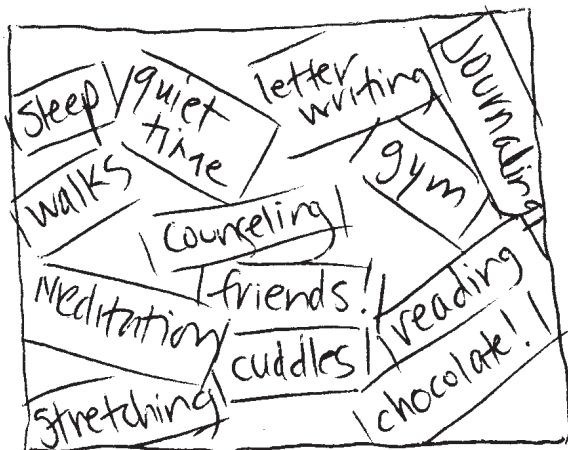 sleep
quiet
time
letter
writing
journaling
walks
gym
counseling
Meditation
friends!
reading
cuddles
chocolate!
stretching